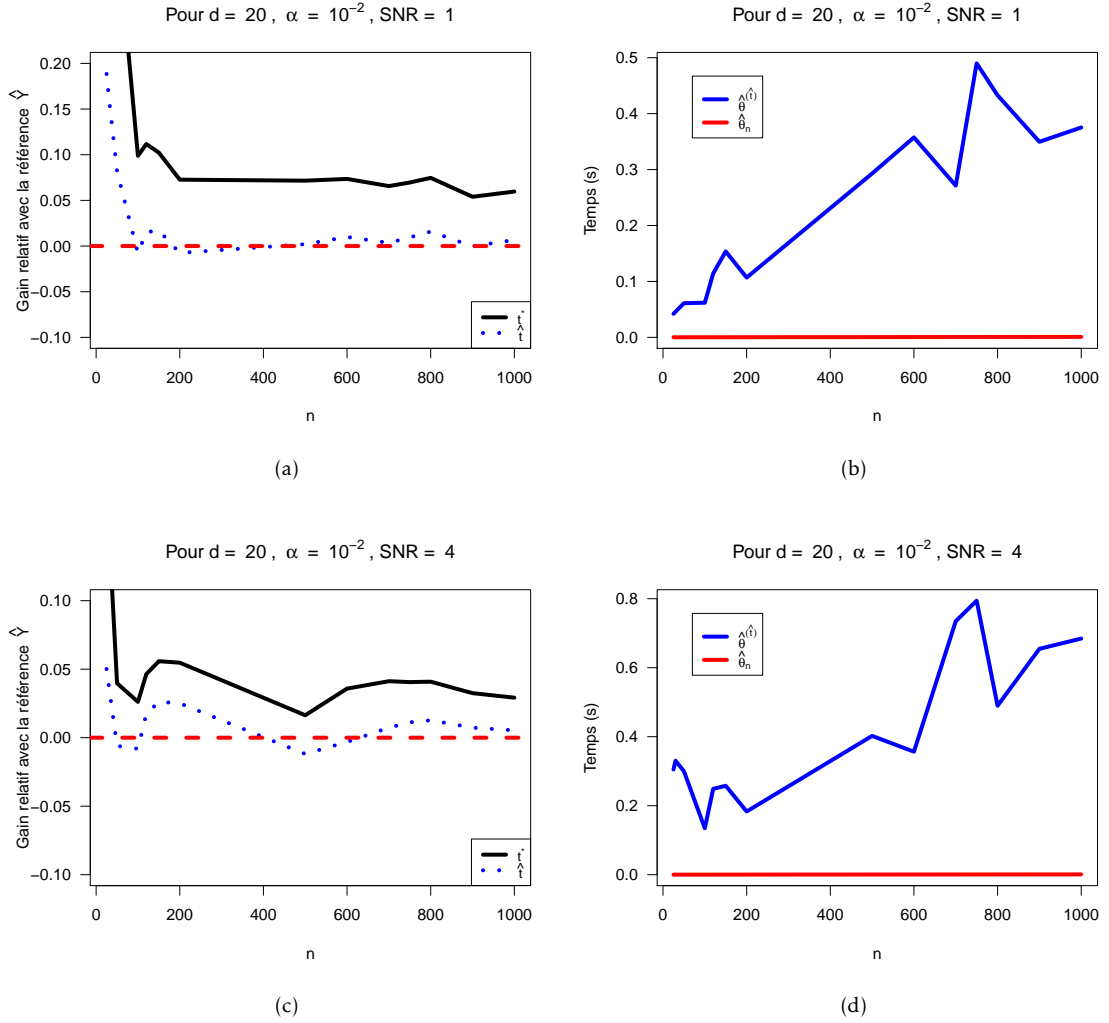 Pour d = 20 , α = 10⁻² , SNR = 1
Gain relatif avec la référence Ŷ
0.20
0.15
0.10
0.05
0.00
−0.05
−0.10
0 200 400 600 800 1000
n
t*
t̂
(a)
Pour d = 20 , α = 10⁻² , SNR = 1
Temps (s)
0.5
0.4
0.3
0.2
0.1
0.0
0 200 400 600 800 1000
n
θ̂^(t̂)
θ̂ₙ
(b)
Pour d = 20 , α = 10⁻² , SNR = 4
Gain relatif avec la référence Ŷ
0.10
0.05
0.00
−0.05
−0.10
0 200 400 600 800 1000
n
t*
t̂
(c)
Pour d = 20 , α = 10⁻² , SNR = 4
Temps (s)
0.8
0.6
0.4
0.2
0.0
0 200 400 600 800 1000
n
θ̂^(t̂)
θ̂ₙ
(d)